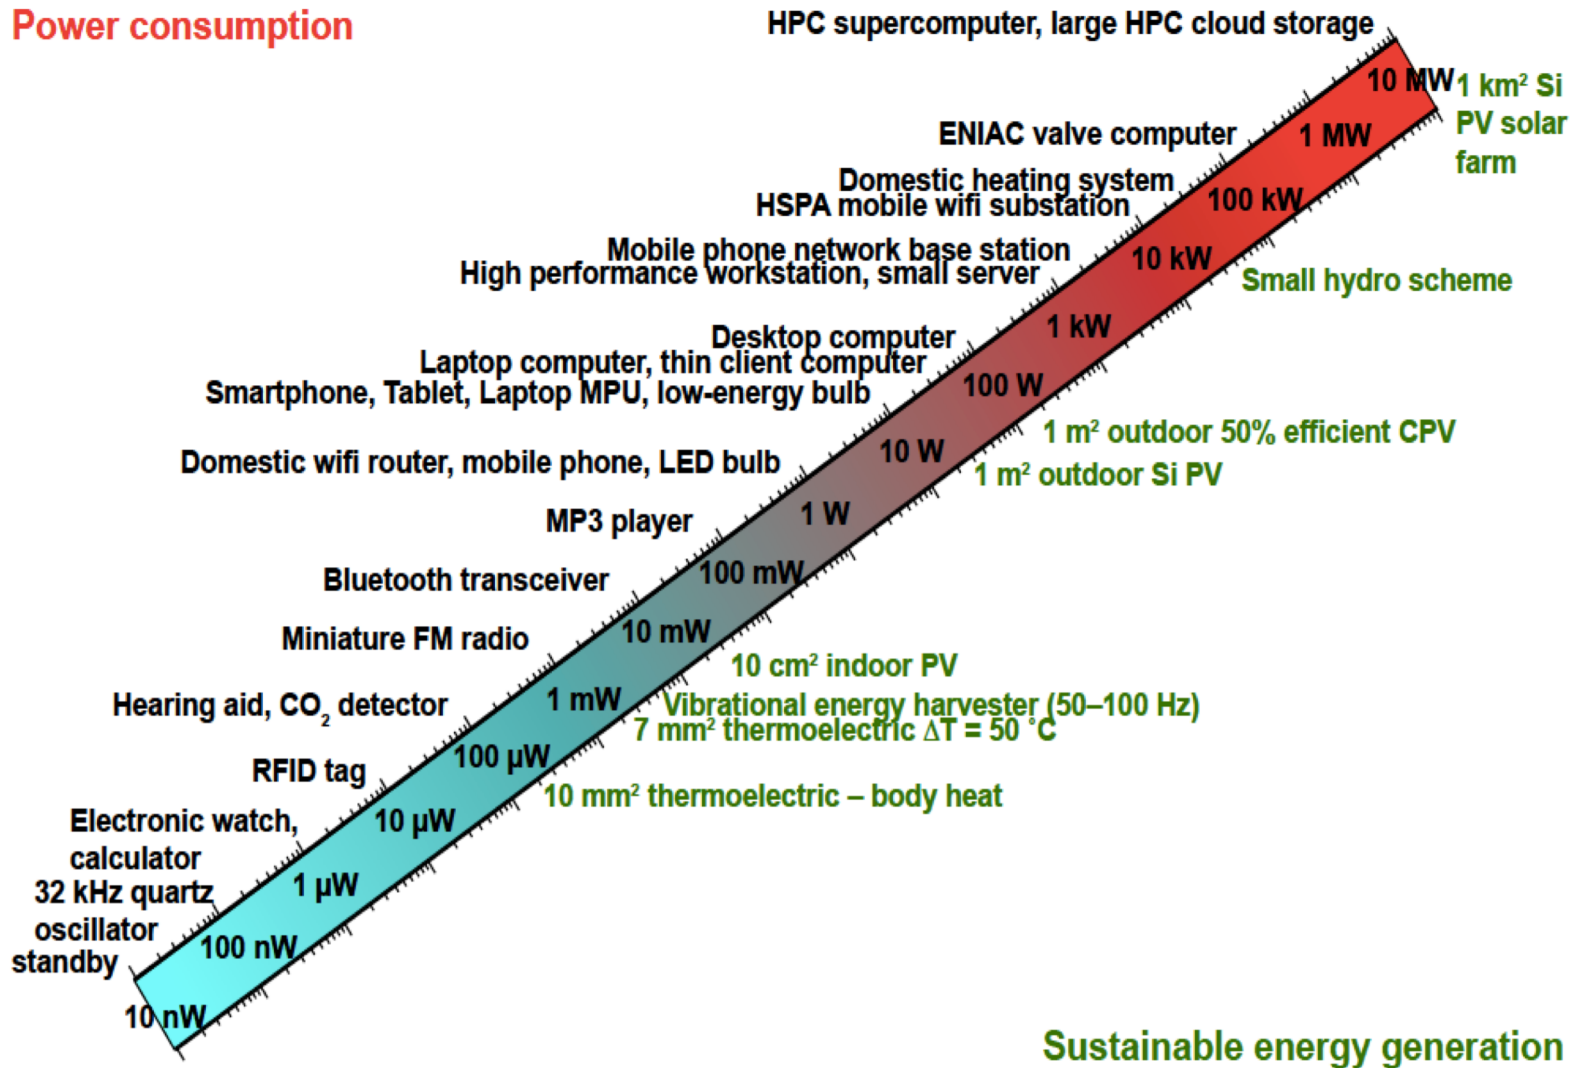 Power consumption
HPC supercomputer, large HPC cloud storage
10 MW
1 km² Si
PV solar
farm
ENIAC valve computer
1 MW
Domestic heating system
100 kW
HSPA mobile wifi substation
Mobile phone network base station
10 kW
High performance workstation, small server
Small hydro scheme
1 kW
Desktop computer
Laptop computer, thin client computer
100 W
Smartphone, Tablet, Laptop MPU, low-energy bulb
1 m² outdoor 50% efficient CPV
10 W
Domestic wifi router, mobile phone, LED bulb
1 m² outdoor Si PV
1 W
MP3 player
100 mW
Bluetooth transceiver
10 mW
Miniature FM radio
10 cm² indoor PV
1 mW
Vibrational energy harvester (50–100 Hz)
Hearing aid, CO₂ detector
7 mm² thermoelectric ΔT = 50 °C
100 µW
RFID tag
10 mm² thermoelectric – body heat
10 µW
Electronic watch,
calculator
1 µW
32 kHz quartz
oscillator
100 nW
standby
10 nW
Sustainable energy generation